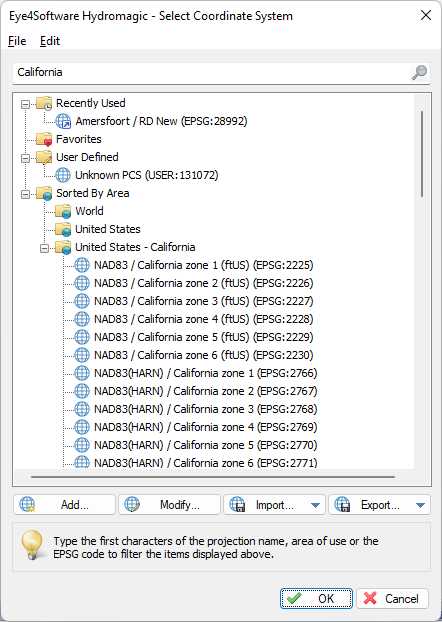 Eye4Software Hydromagic - Select Coordinate System
File Edit
California
Recently Used
Amersfoort / RD New (EPSG:28992)
Favorites
User Defined
Unknown PCS (USER:131072)
Sorted By Area
World
United States
United States - California
NAD83 / California zone 1 (ftUS) (EPSG:2225)
NAD83 / California zone 2 (ftUS) (EPSG:2226)
NAD83 / California zone 3 (ftUS) (EPSG:2227)
NAD83 / California zone 4 (ftUS) (EPSG:2228)
NAD83 / California zone 5 (ftUS) (EPSG:2229)
NAD83 / California zone 6 (ftUS) (EPSG:2230)
NAD83(HARN) / California zone 1 (EPSG:2766)
NAD83(HARN) / California zone 2 (EPSG:2767)
NAD83(HARN) / California zone 3 (EPSG:2768)
NAD83(HARN) / California zone 4 (EPSG:2769)
NAD83(HARN) / California zone 5 (EPSG:2770)
NAD83(HARN) / California zone 6 (EPSG:2771)
Add... Modify... Import... Export...
Type the first characters of the projection name, area of use or the
EPSG code to filter the items displayed above.
OK Cancel